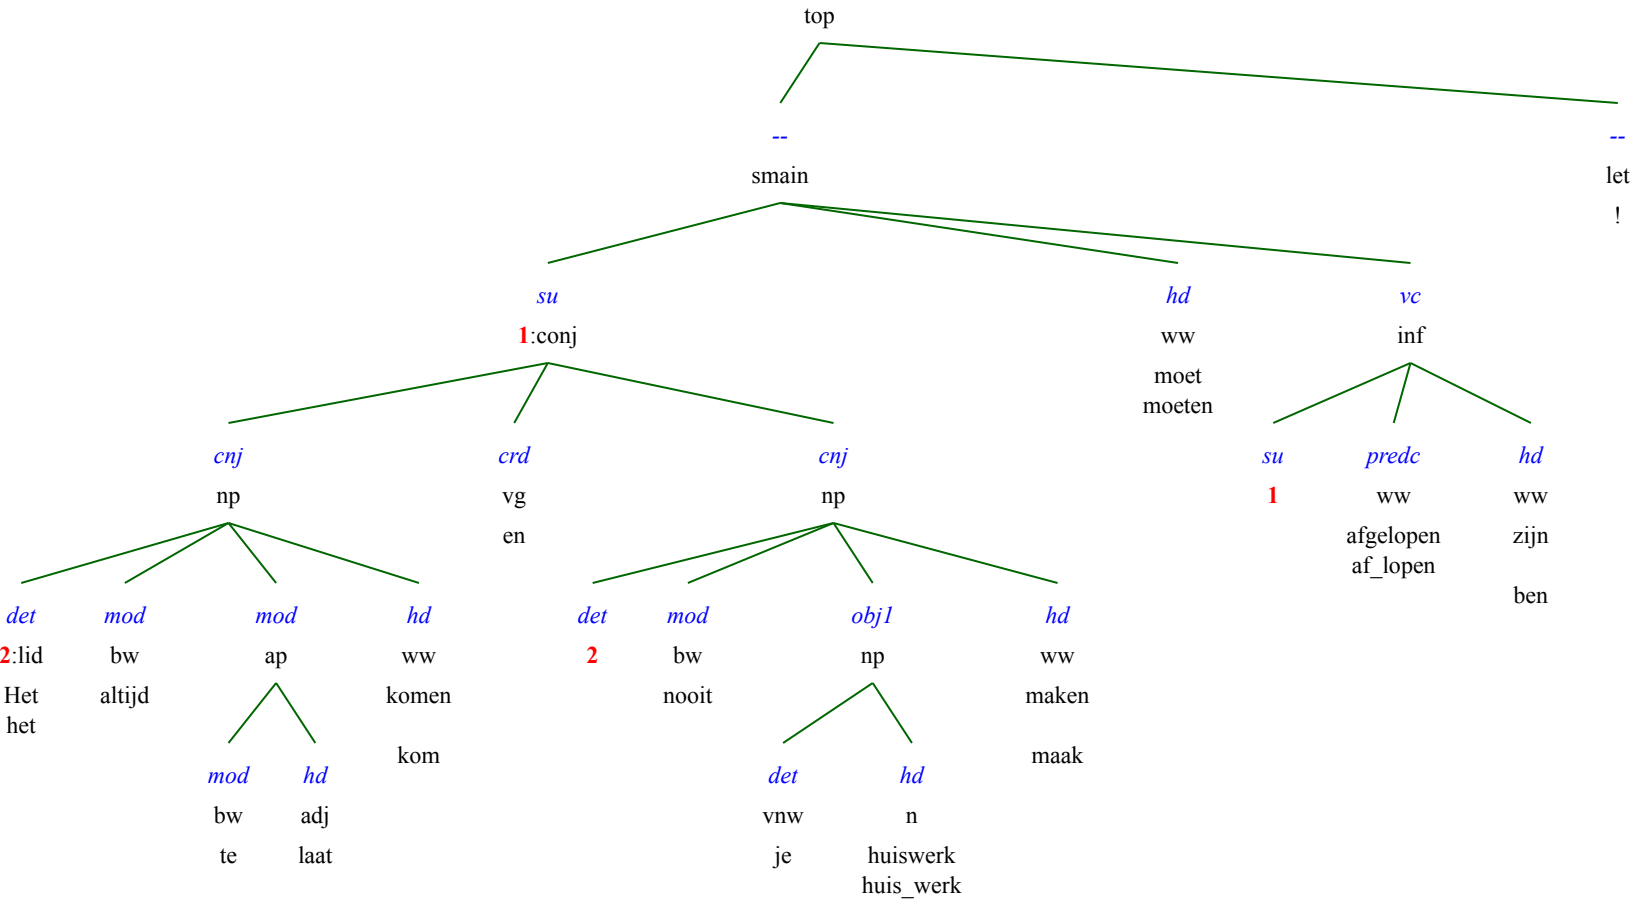 top
-- --
smain let
!
su hd vc
1:conj ww inf
moet
moeten
cnj crd cnj su predc hd
np vg np 1 ww ww
en afgelopen zijn
af_lopen
ben
det mod mod hd det mod obj1 hd
2:lid bw ap ww 2 bw np ww
Het altijd komen nooit maken
het
kom maak
mod hd det hd
bw adj vnw n
te laat je huiswerk
huis_werk